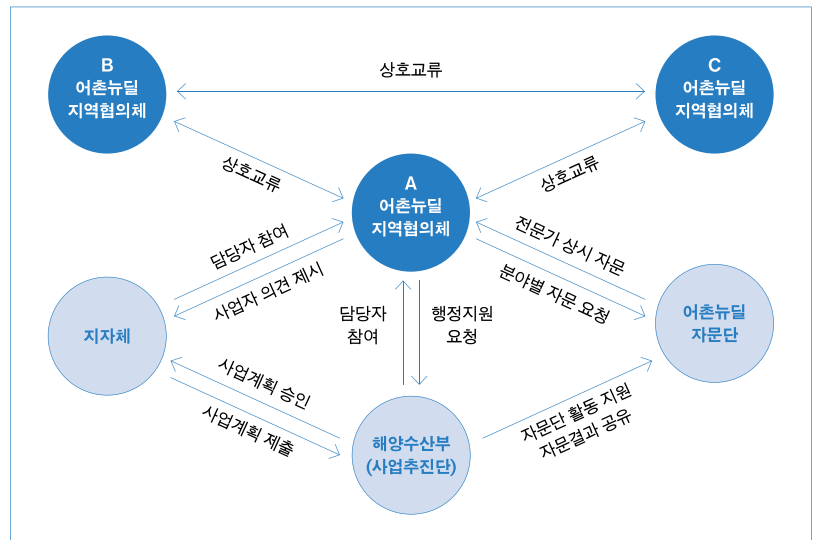 B
어촌뉴딜
지역협의체
상호교류
C
어촌뉴딜
지역협의체
상호교류
A
어촌뉴딜
지역협의체
상호교류
담당자 참여
사업자 의견 제시
전문가 상시 자문
분야별 자문 요청
지자체
담당자
참여
행정지원
요청
어촌뉴딜
자문단
사업계획 승인
사업계획 제출
해양수산부
(사업추진단)
자문단 활동 지원
자문결과 공유